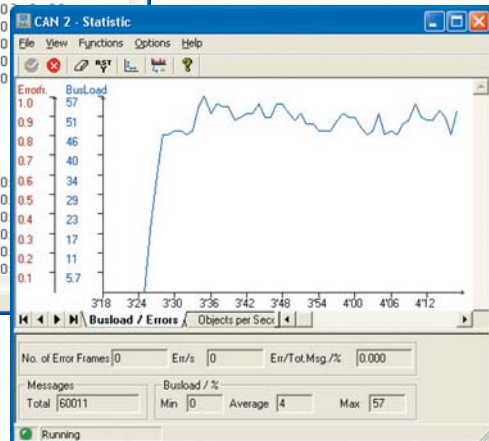 CAN 2 - Statistic
File View Functions Options Help
RST
Errorfr. BusLoad
1.0 57
0.9 51
0.8 46
0.7 40
0.6 34
0.5 29
0.4 23
0.3 17
0.2 11
0.1 5.7
3'18 3'24 3'30 3'36 3'42 3'48 3'54 4'00 4'06 4'12
Busload / Errors Objects per Seco
No. of Error Frames 0 Err/s 0 Err/Tot.Msg./% 0.000
Messages Busload / %
Total 60011 Min 0 Average 4 Max 57
Running